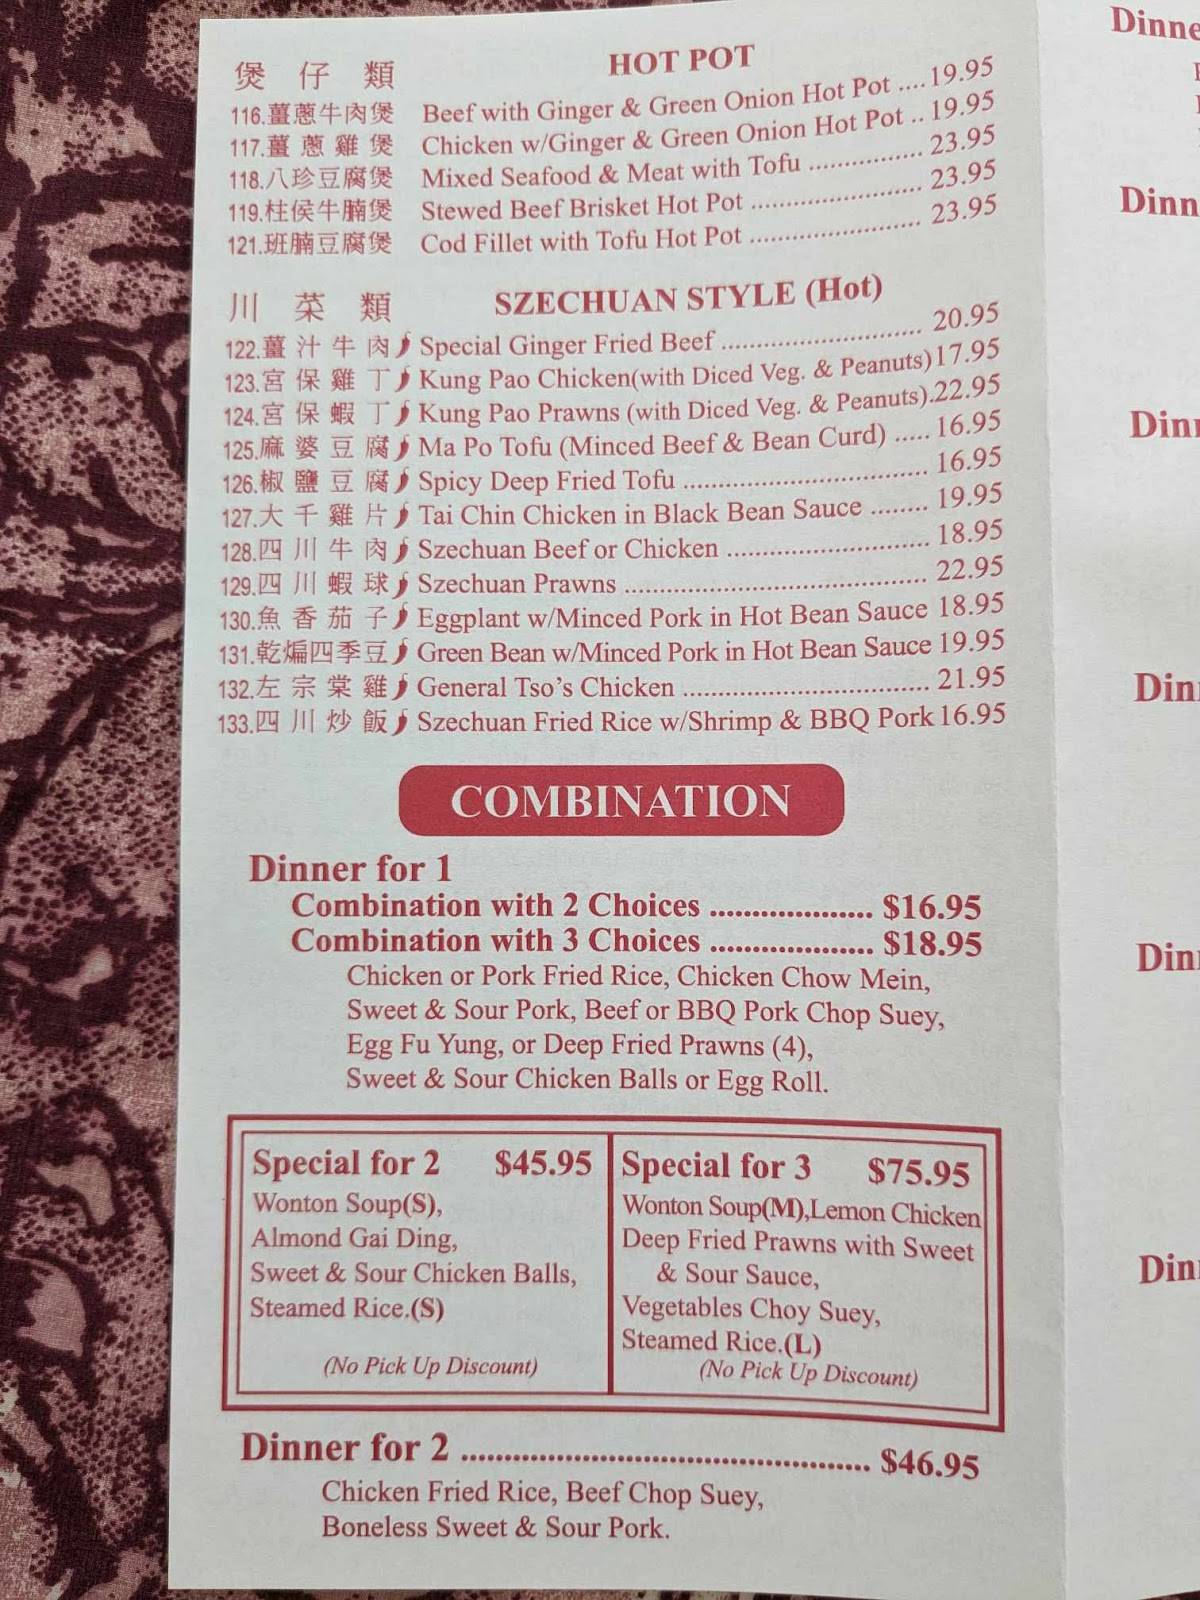 煲 仔 類 HOT POT
116.薑蔥牛肉煲 Beef with Ginger & Green Onion Hot Pot ....19.95
117.薑 蔥 雞 煲 Chicken w/Ginger & Green Onion Hot Pot .. 19.95
118.八珍豆腐煲 Mixed Seafood & Meat with Tofu ................. 23.95
119.柱侯牛腩煲 Stewed Beef Brisket Hot Pot ......................... 23.95
121.班腩豆腐煲 Cod Fillet with Tofu Hot Pot ......................... 23.95
川 菜 類 SZECHUAN STYLE (Hot)
122.薑 汁 牛 肉 Special Ginger Fried Beef ............................. 20.95
123.宮 保 雞 丁 Kung Pao Chicken(with Diced Veg. & Peanuts)17.95
124.宮 保 蝦 丁 Kung Pao Prawns (with Diced Veg. & Peanuts).22.95
125.麻 婆 豆 腐 Ma Po Tofu (Minced Beef & Bean Curd) ..... 16.95
126.椒 鹽 豆 腐 Spicy Deep Fried Tofu ................................... 16.95
127.大 千 雞 片 Tai Chin Chicken in Black Bean Sauce ........ 19.95
128.四 川 牛 肉 Szechuan Beef or Chicken ............................. 18.95
129.四 川 蝦 球 Szechuan Prawns ........................................... 22.95
130.魚 香 茄 子 Eggplant w/Minced Pork in Hot Bean Sauce 18.95
131.乾煸四季豆 Green Bean w/Minced Pork in Hot Bean Sauce 19.95
132.左 宗 棠 雞 General Tso's Chicken ................................... 21.95
133.四 川 炒 飯 Szechuan Fried Rice w/Shrimp & BBQ Pork 16.95
COMBINATION
Dinner for 1
Combination with 2 Choices .................... $16.95
Combination with 3 Choices .................... $18.95
Chicken or Pork Fried Rice, Chicken Chow Mein,
Sweet & Sour Pork, Beef or BBQ Pork Chop Suey,
Egg Fu Yung, or Deep Fried Prawns (4),
Sweet & Sour Chicken Balls or Egg Roll.
Special for 2 $45.95
Wonton Soup(S),
Almond Gai Ding,
Sweet & Sour Chicken Balls,
Steamed Rice.(S)
(No Pick Up Discount)
Special for 3 $75.95
Wonton Soup(M),Lemon Chicken
Deep Fried Prawns with Sweet
& Sour Sauce,
Vegetables Choy Suey,
Steamed Rice.(L)
(No Pick Up Discount)
Dinner for 2 ................................................. $46.95
Chicken Fried Rice, Beef Chop Suey,
Boneless Sweet & Sour Pork.